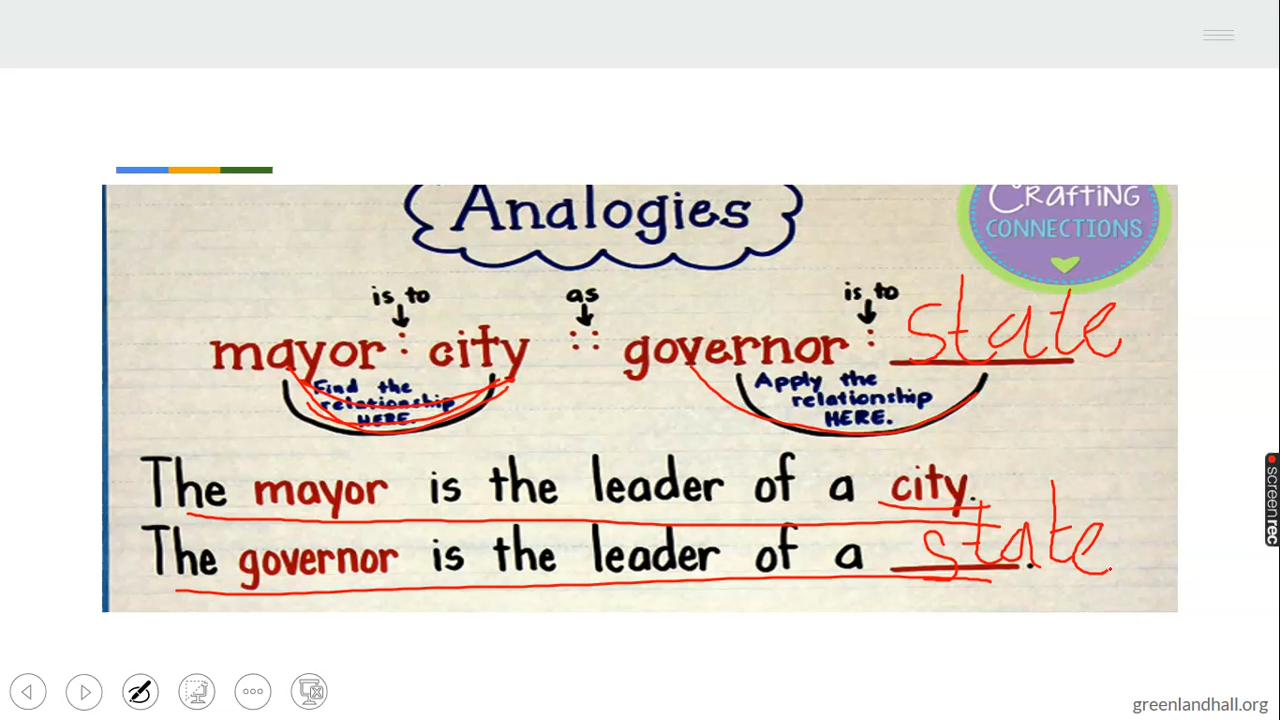 Analogies
Crafting
CONNECTIONS
is to as is to
mayor : city :: governor : state
Find the
relationship
HERE.
Apply the
relationship
HERE.
The mayor is the leader of a city.
The governor is the leader of a state.
screenrec
greenlandhall.org